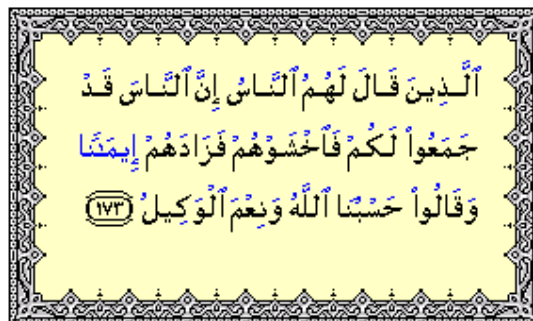 ٱلَّذِينَ قَالَ لَهُمُ ٱلنَّاسُ إِنَّ ٱلنَّاسَ قَدْ
جَمَعُوا۟ لَكُمْ فَٱخْشَوْهُمْ فَزَادَهُمْ إِيمَٰنًا
وَقَالُوا۟ حَسْبُنَا ٱللَّهُ وَنِعْمَ ٱلْوَكِيلُ ١٧٣